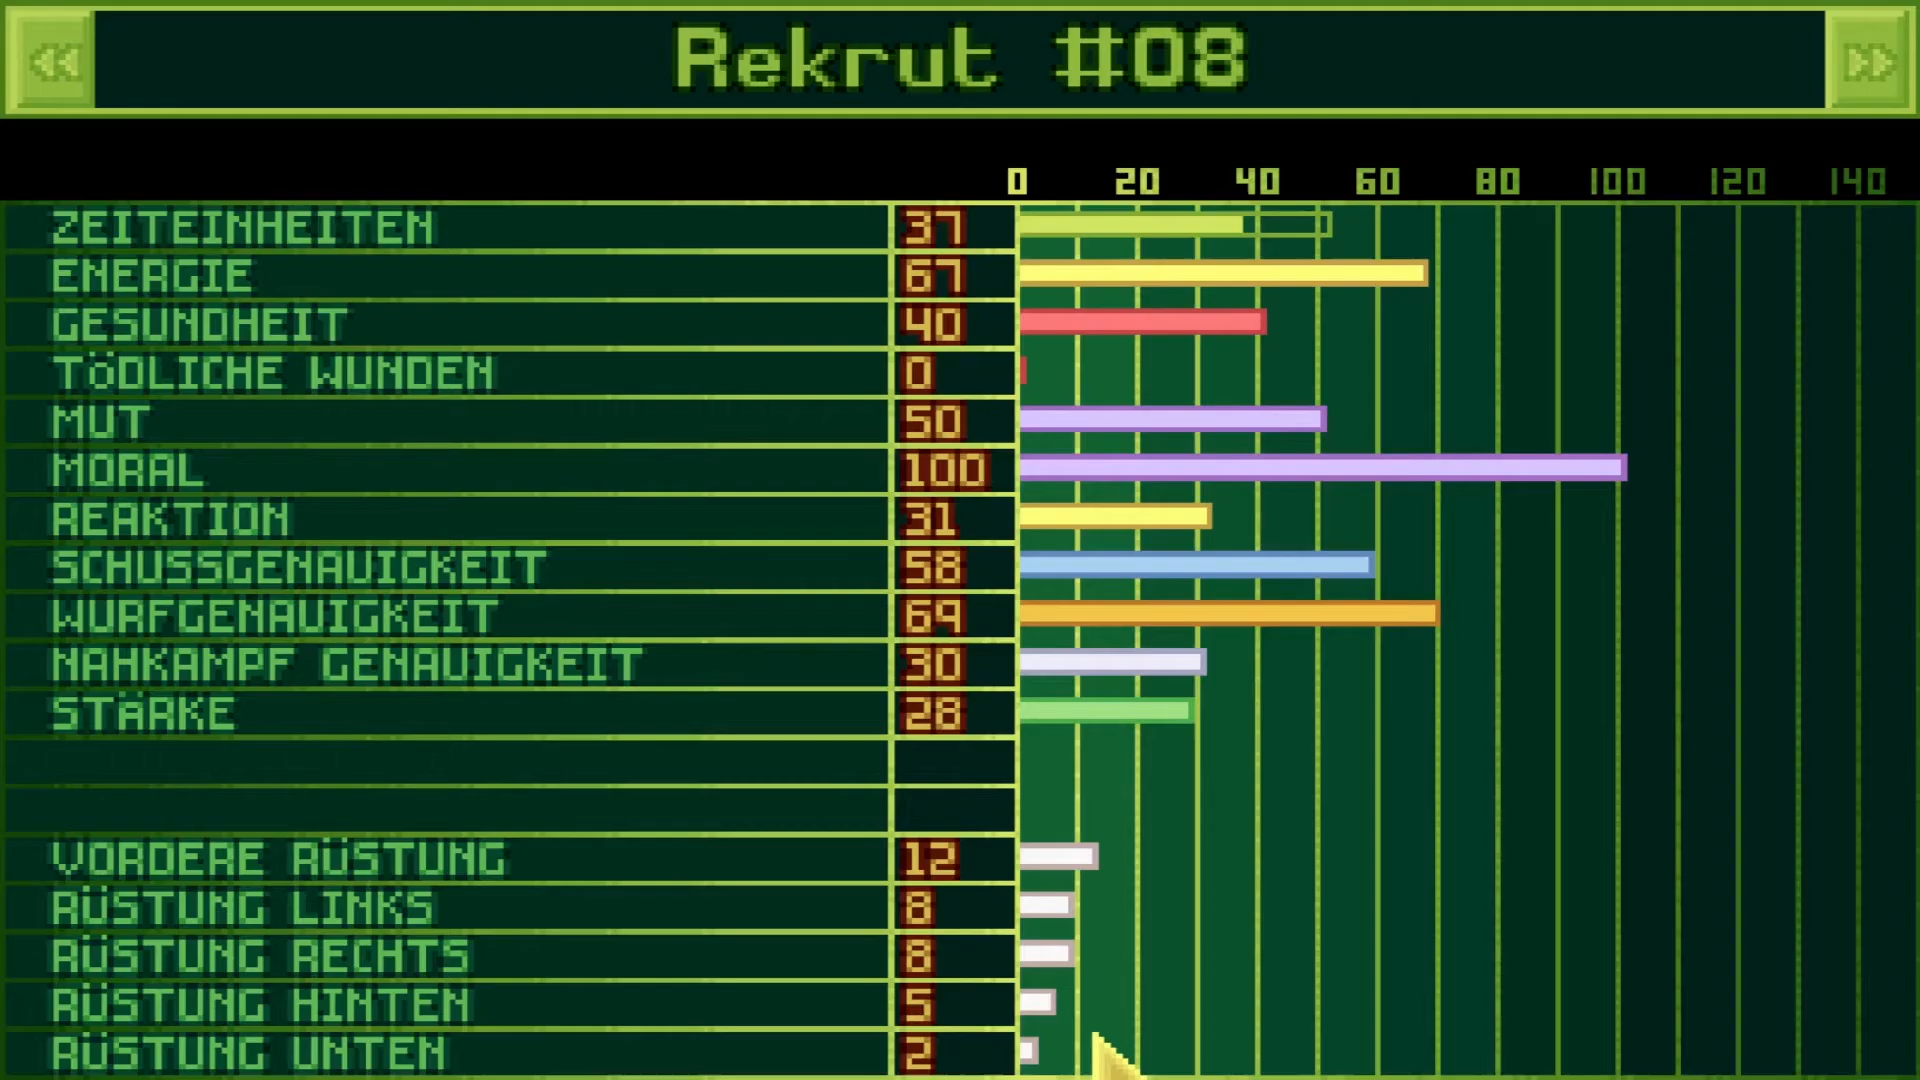 Rekrut #08
0 20 40 60 80 100 120 140
ZEITEINHEITEN 37
ENERGIE 67
GESUNDHEIT 40
TÖDLICHE WUNDEN 0
MUT 50
MORAL 100
REAKTION 31
SCHUSSGENAUIGKEIT 58
WURFGENAUIGKEIT 69
NAHKAMPF GENAUIGKEIT 30
STÄRKE 28
VORDERE RÜSTUNG 12
RÜSTUNG LINKS 8
RÜSTUNG RECHTS 8
RÜSTUNG HINTEN 5
RÜSTUNG UNTEN 2